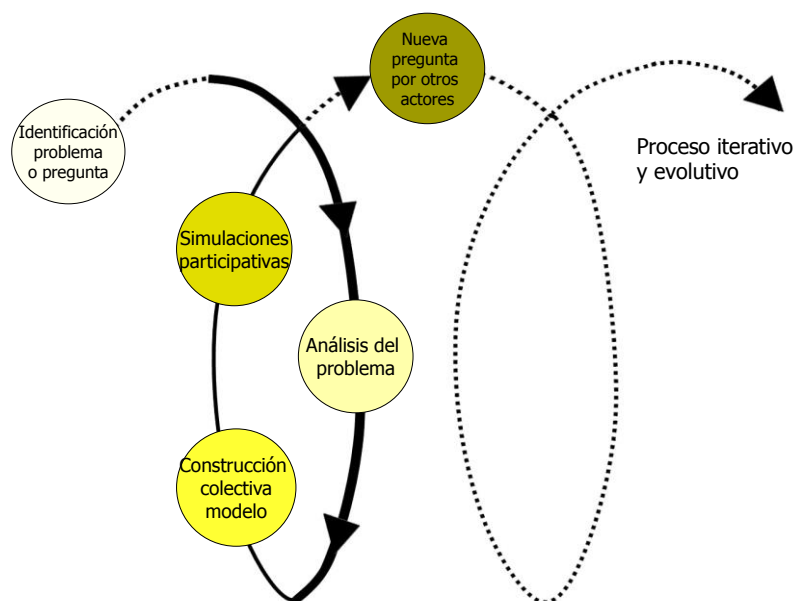 Identificación
problema
o pregunta
Nueva
pregunta
por otros
actores
Proceso iterativo
y evolutivo
Simulaciones
participativas
Análisis del
problema
Construcción
colectiva
modelo